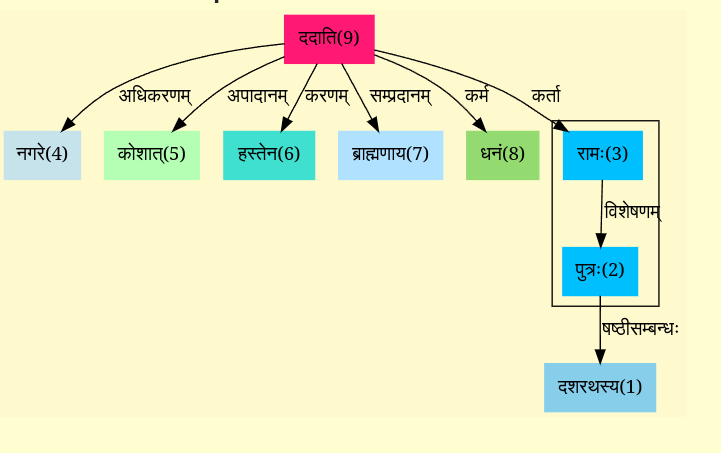 ददाति(9)
अधिकरणम् अपादानम् करणम् सम्प्रदानम् कर्म कर्ता
नगरे(4) कोशात्(5) हस्तेन(6) ब्राह्मणाय(7) धनं(8) रामः(3)
विशेषणम्
पुत्रः(2)
षष्ठीसम्बन्धः
दशरथस्य(1)